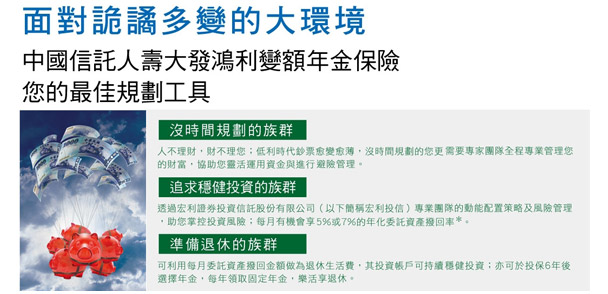 面對詭譎多變的大環境
中國信託人壽大發鴻利變額年金保險
您的最佳規劃工具
沒時間規劃的族群
人不理財，財不理您；低利時代鈔票愈變愈薄，沒時間規劃的您更需要專家團隊全程專業管理您
的財富，協助您靈活運用資金與進行避險管理。
追求穩健投資的族群
透過宏利證券投資信託股份有限公司（以下簡稱宏利投信）專業團隊的動能配置策略及風險管理
，助您掌控投資風險；每月有機會享5%或7%的年化委託資產撥回率*。
準備退休的族群
可利用每月委託資產撥回金額做為退休生活費，其投資帳戶可持續穩健投資；亦可於投保6年後
選擇年金，每年領取固定年金，樂活享退休。